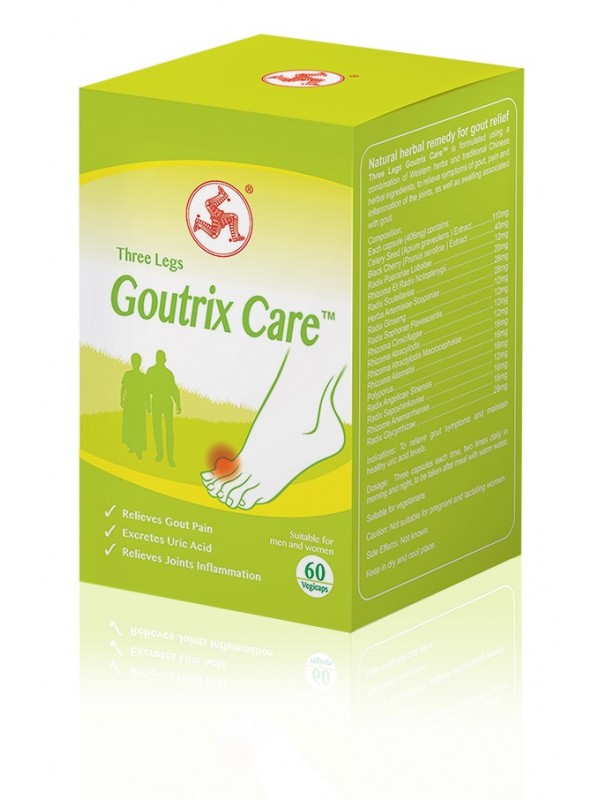 ®
Three Legs
Goutrix Care™
✓ Relieves Gout Pain
✓ Excretes Uric Acid
✓ Relieves Joints Inflammation
Suitable for
men and women
60
Vegicaps
Natural herbal remedy for gout relief
Three Legs Goutrix Care™ is formulated using a
combination of Western herbs and traditional Chinese
herbal ingredients, to relieve symptoms of gout, pain and
inflammation of the joints, as well as swelling associated
with gout.
Composition:
Each capsule (406mg) contains:
Celery Seed (Apium graveolens) Extract 110mg
Black Cherry (Prunus serotina) Extract 40mg
Radix Puerariae Lobatae
Rhizoma Et Radix Notopterygii
Radix Scutellariae
Herba Artemisiae Scopariae
Radix Ginseng
Radix Sophorae Flavescentis
Rhizoma Cimicifugae
Rhizoma Atractylodis
Rhizoma Atractylodis Macrocephalae
Rhizoma Alismatis
Polyporus
Radix Angelicae Sinensis
Radix Saposhnikoviae
Rhizome Anemarrhenae
Radix Glycyrrhizae
Indications: To relieve gout symptoms and maintain
healthy uric acid levels.
Dosage: Three capsules each time, two times daily in
morning and night, to be taken after meal with warm water.
Suitable for vegetarians
Caution: Not suitable for pregnant and lactating women.
Side Effects: Not known.
Keep in dry and cool place.